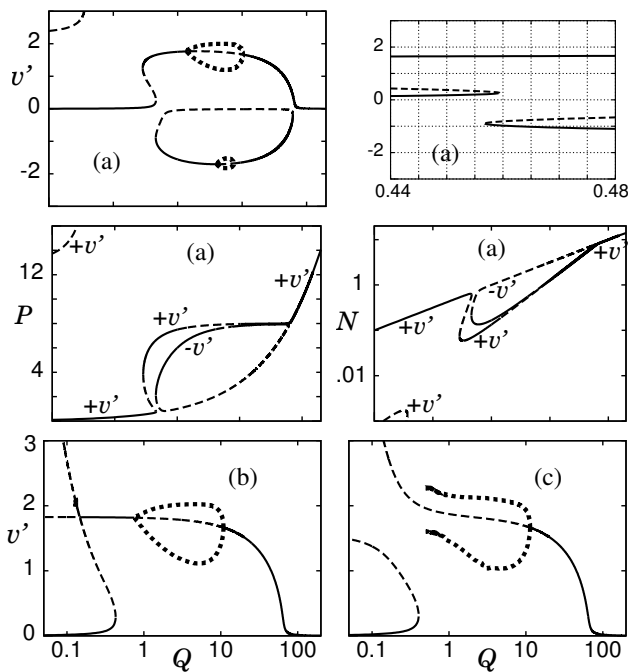 2
v'
0
-2
(a)
2
0
-2
(a)
0.44
0.48
12
P
8
4
(a)
+v'
+v'
+v'
-v'
+v'
1
N
.01
(a)
+v'
-v'
+v'
+v'
+v'
3
2
v'
1
0
(b)
0.1 1 Q 10 100
(c)
0.1 1 Q 10 100